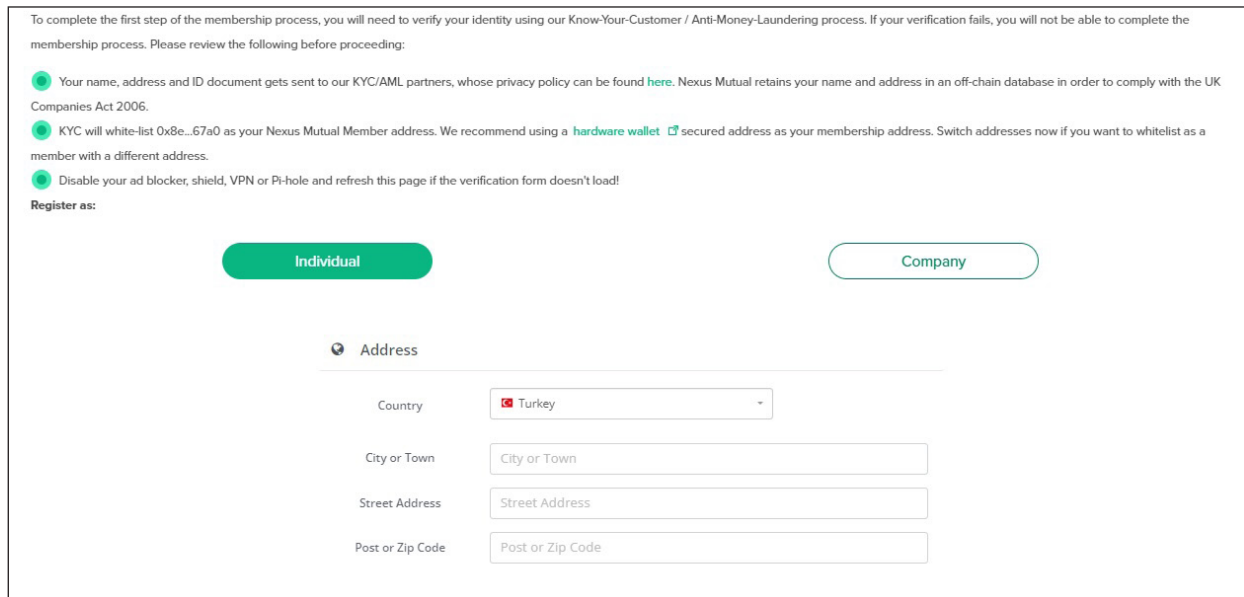 To complete the first step of the membership process, you will need to verify your identity using our Know-Your-Customer / Anti-Money-Laundering process. If your verification fails, you will not be able to complete the
membership process. Please review the following before proceeding:
Your name, address and ID document gets sent to our KYC/AML partners, whose privacy policy can be found here. Nexus Mutual retains your name and address in an off-chain database in order to comply with the UK
Companies Act 2006.
KYC will white-list 0x8e...67a0 as your Nexus Mutual Member address. We recommend using a hardware wallet secured address as your membership address. Switch addresses now if you want to whitelist as a
member with a different address.
Disable your ad blocker, shield, VPN or Pi-hole and refresh this page if the verification form doesn't load!
Register as:
Individual Company
Address
Country Turkey
City or Town City or Town
Street Address Street Address
Post or Zip Code Post or Zip Code